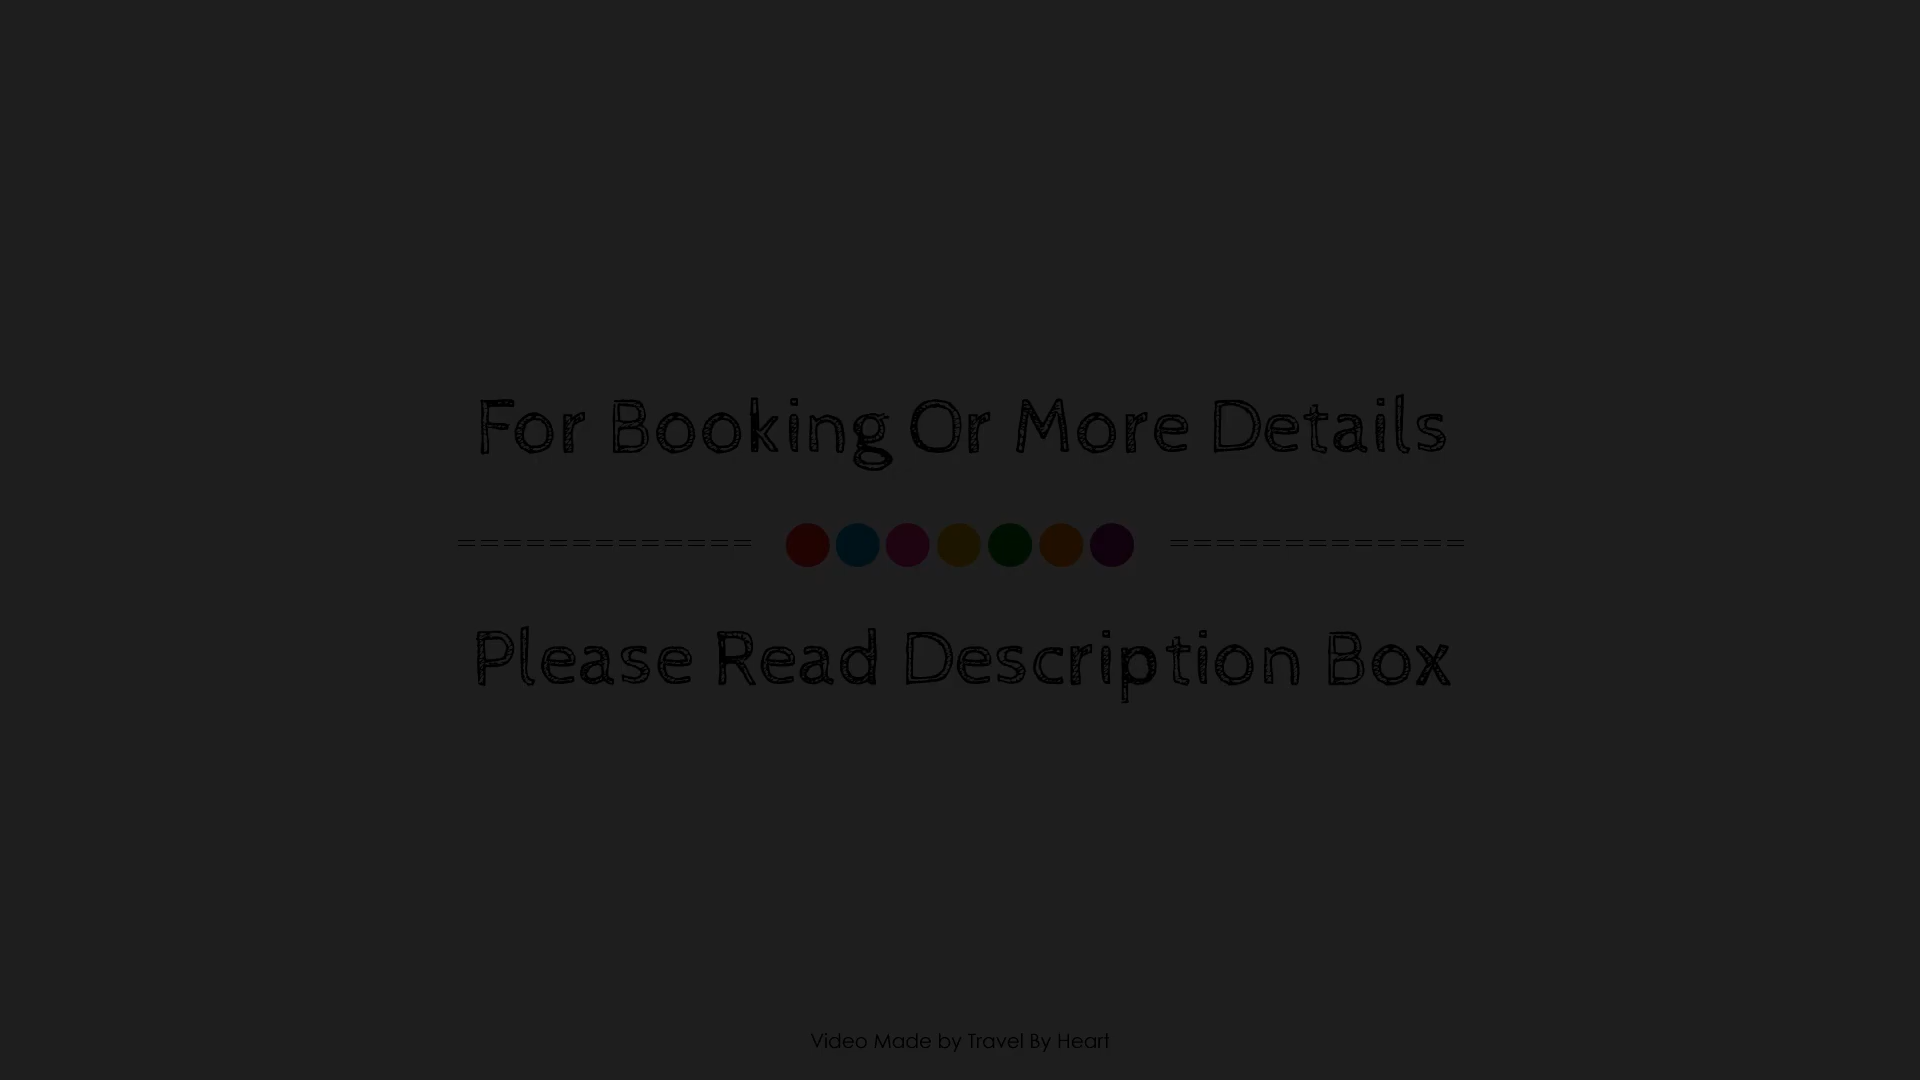 For Booking Or More Details
============= =============
Please Read Description Box
Video Made by Travel By Heart